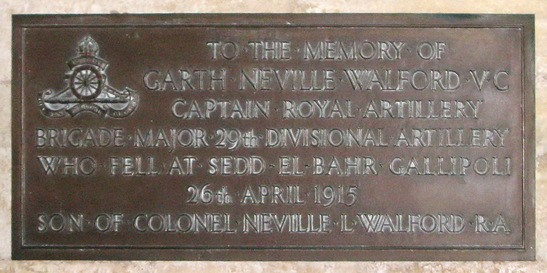 TO · THE · MEMORY · OF
GARTH · NEVILLE · WALFORD · V·C
CAPTAIN · ROYAL · ARTILLERY
BRIGADE · MAJOR · 29th · DIVISIONAL · ARTILLERY
WHO · FELL · AT · SEDD · EL · BAHR · GALLIPOLI
26th · APRIL · 1915
SON · OF · COLONEL · NEVILLE · L · WALFORD · R·A